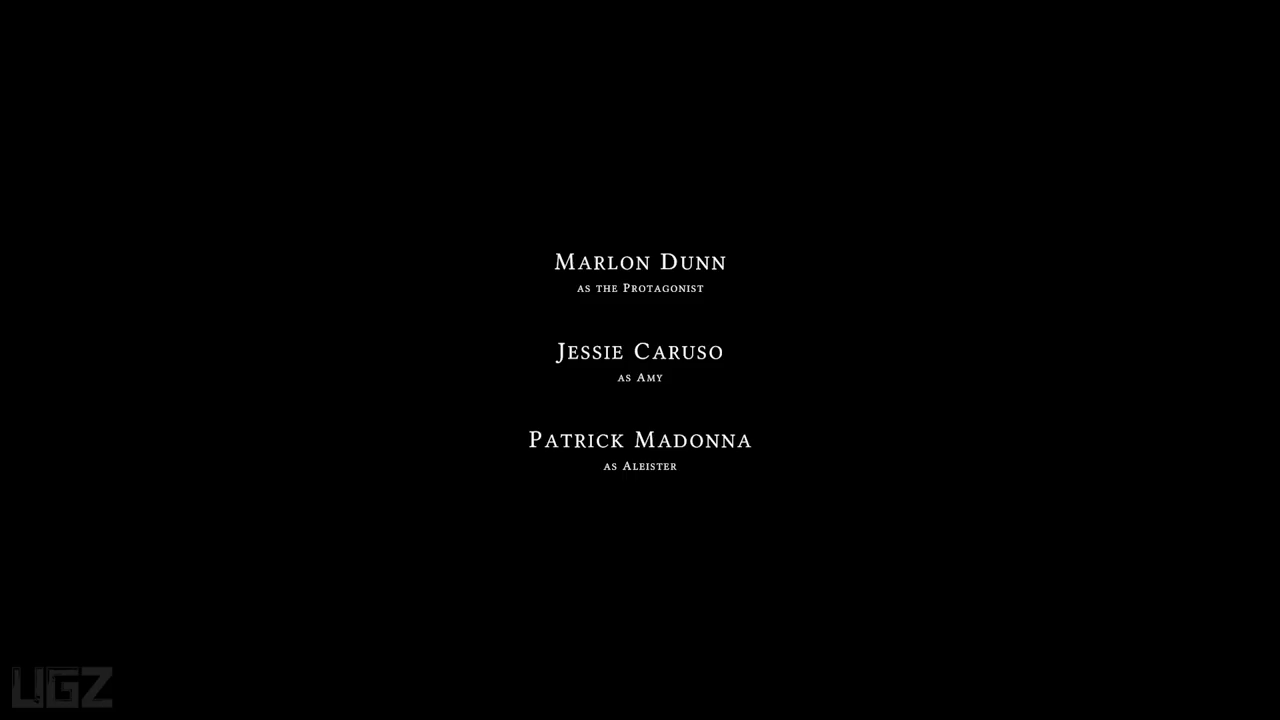 Marlon Dunn
as the Protagonist
Jessie Caruso
as Amy
Patrick Madonna
as Aleister
UGZ